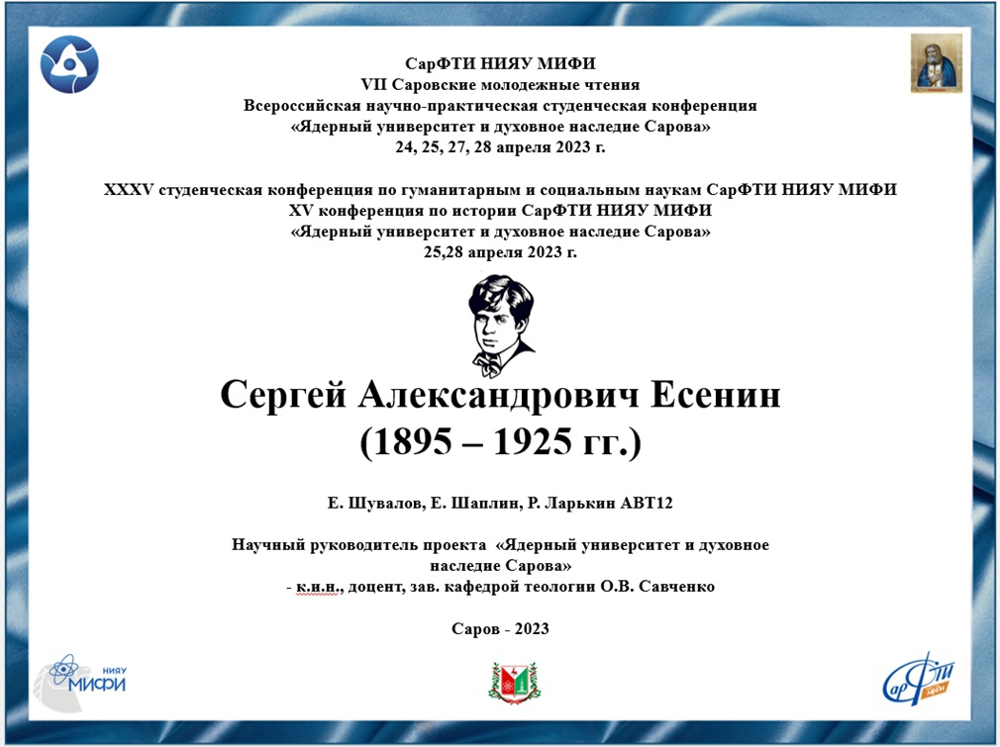 СарФТИ НИЯУ МИФИ
VII Саровские молодежные чтения
Всероссийская научно-практическая студенческая конференция
«Ядерный университет и духовное наследие Сарова»
24, 25, 27, 28 апреля 2023 г.
XXXV студенческая конференция по гуманитарным и социальным наукам СарФТИ НИЯУ МИФИ
XV конференция по истории СарФТИ НИЯУ МИФИ
«Ядерный университет и духовное наследие Сарова»
25,28 апреля 2023 г.
Сергей Александрович Есенин
(1895 – 1925 гг.)
Е. Шувалов, Е. Шаплин, Р. Ларькин АВТ12
Научный руководитель проекта «Ядерный университет и духовное
наследие Сарова»
- к.и.н., доцент, зав. кафедрой теологии О.В. Савченко
Саров - 2023
НИЯУ
МИФИ
СарФТИ